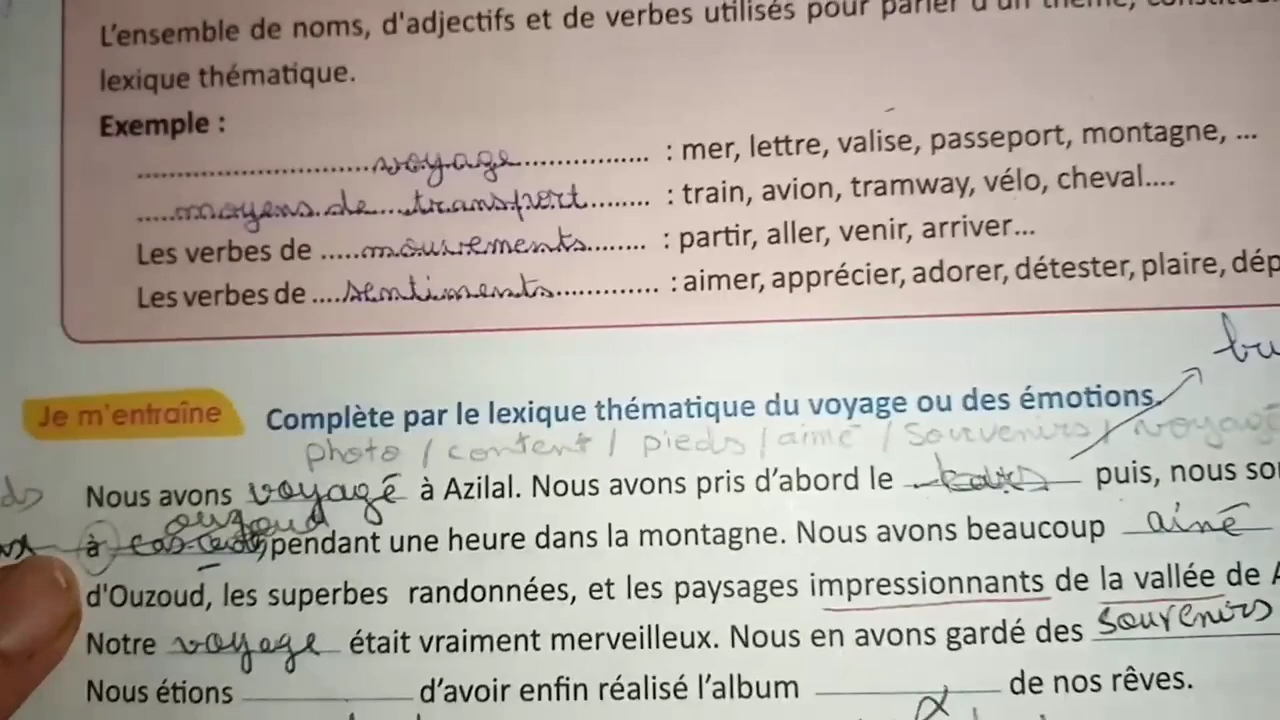 L'ensemble de noms, d'adjectifs et de verbes utilisés pour parler d'un thème,
lexique thématique.
Exemple :
voyage : mer, lettre, valise, passeport, montagne, ...
moyens de transport : train, avion, tramway, vélo, cheval....
Les verbes de mouvements : partir, aller, venir, arriver...
Les verbes de sentiments : aimer, apprécier, adorer, détester, plaire, dép
bu
Je m'entraîne Complète par le lexique thématique du voyage ou des émotions.
photo / content / pieds / aimé / Souvenirs / voyagé
Nous avons voyagé à Azilal. Nous avons pris d'abord le puis, nous so
ouzoud
à pendant une heure dans la montagne. Nous avons beaucoup aimé
d'Ouzoud, les superbes randonnées, et les paysages impressionnants de la vallée de A
Notre voyage était vraiment merveilleux. Nous en avons gardé des souvenirs
Nous étions d'avoir enfin réalisé l'album de nos rêves.